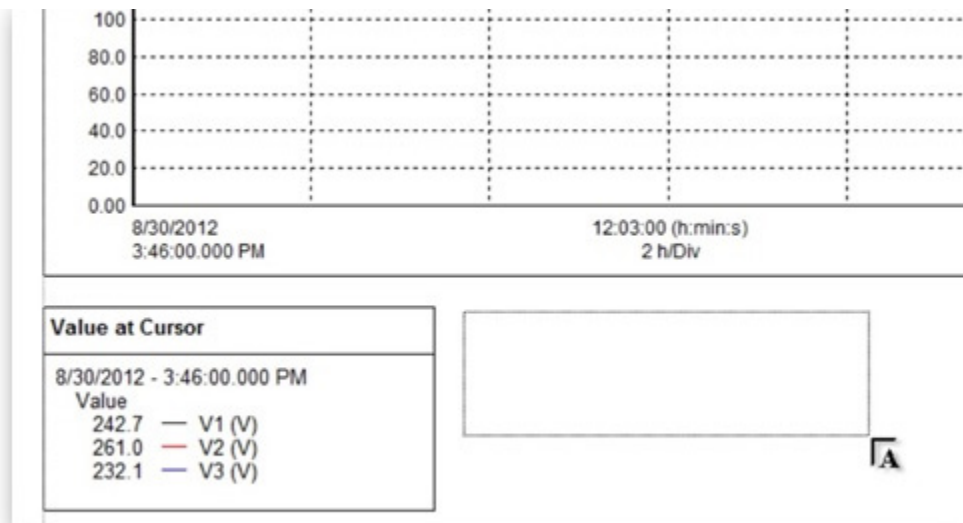 100
80.0
60.0
40.0
20.0
0.00
8/30/2012
3:46:00.000 PM
12:03:00 (h:min:s)
2 h/Div
Value at Cursor
8/30/2012 - 3:46:00.000 PM
Value
242.7 — V1 (V)
261.0 — V2 (V)
232.1 — V3 (V)
A